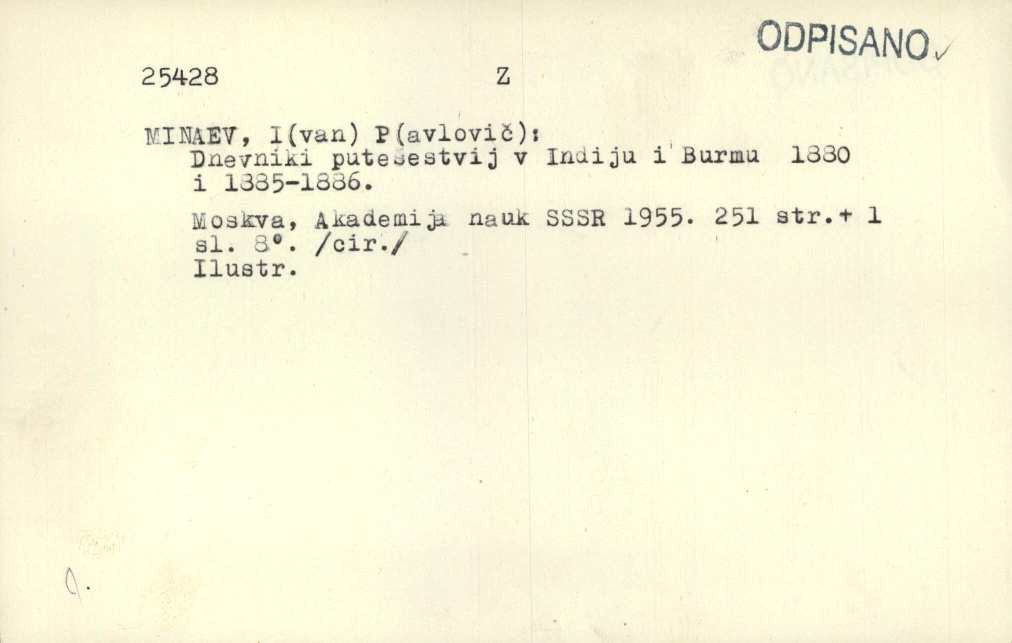 ODPISANO
25428 Z
MINAEV, I(van) P(avlovič):
Dnevniki putešestvij v Indiju i Burmu 1880
i 1885-1886.
Moskva, Akademija nauk SSSR 1955. 251 str.+ 1
sl. 8°. /cir./
Ilustr.